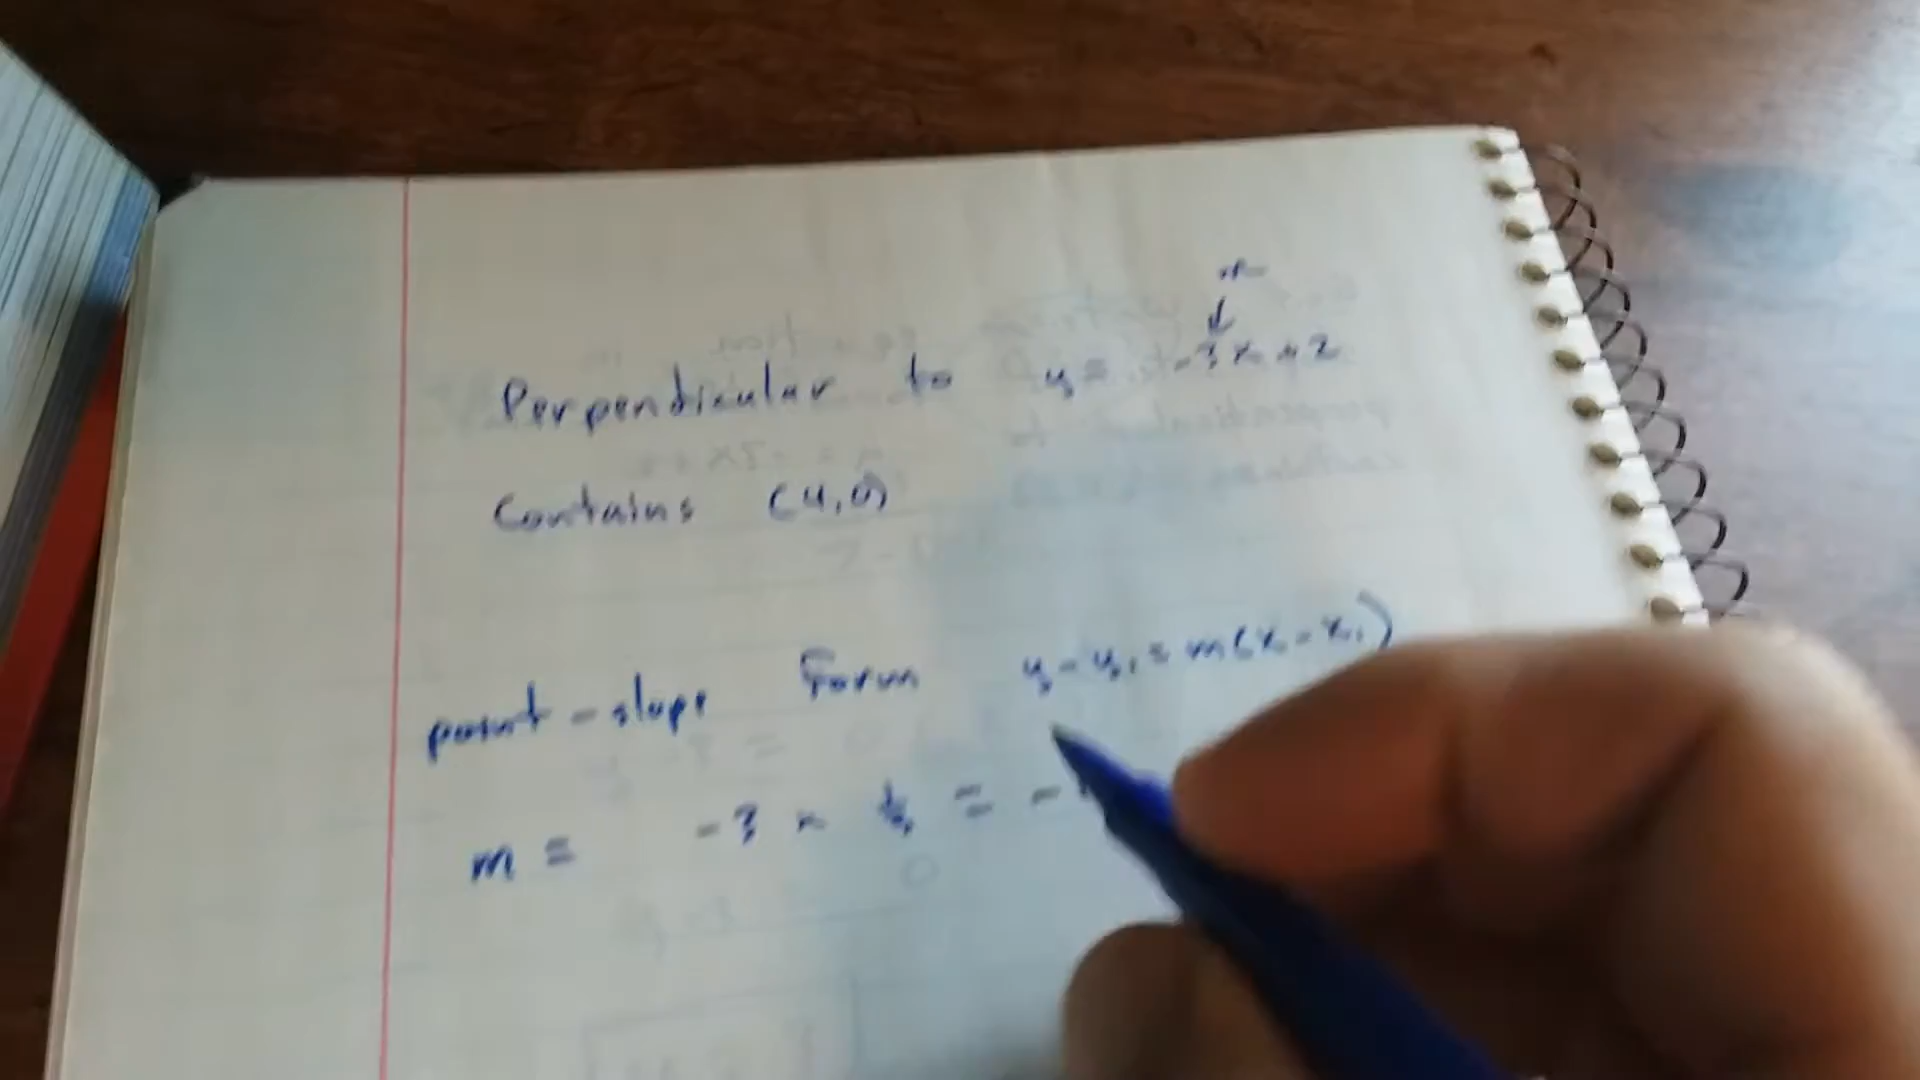 m
Perpendicular to y = -3x + 2
Contains (4,0)
point - slope form y - y₁ = m(x - x₁)
m = -3 × ⅓ = -